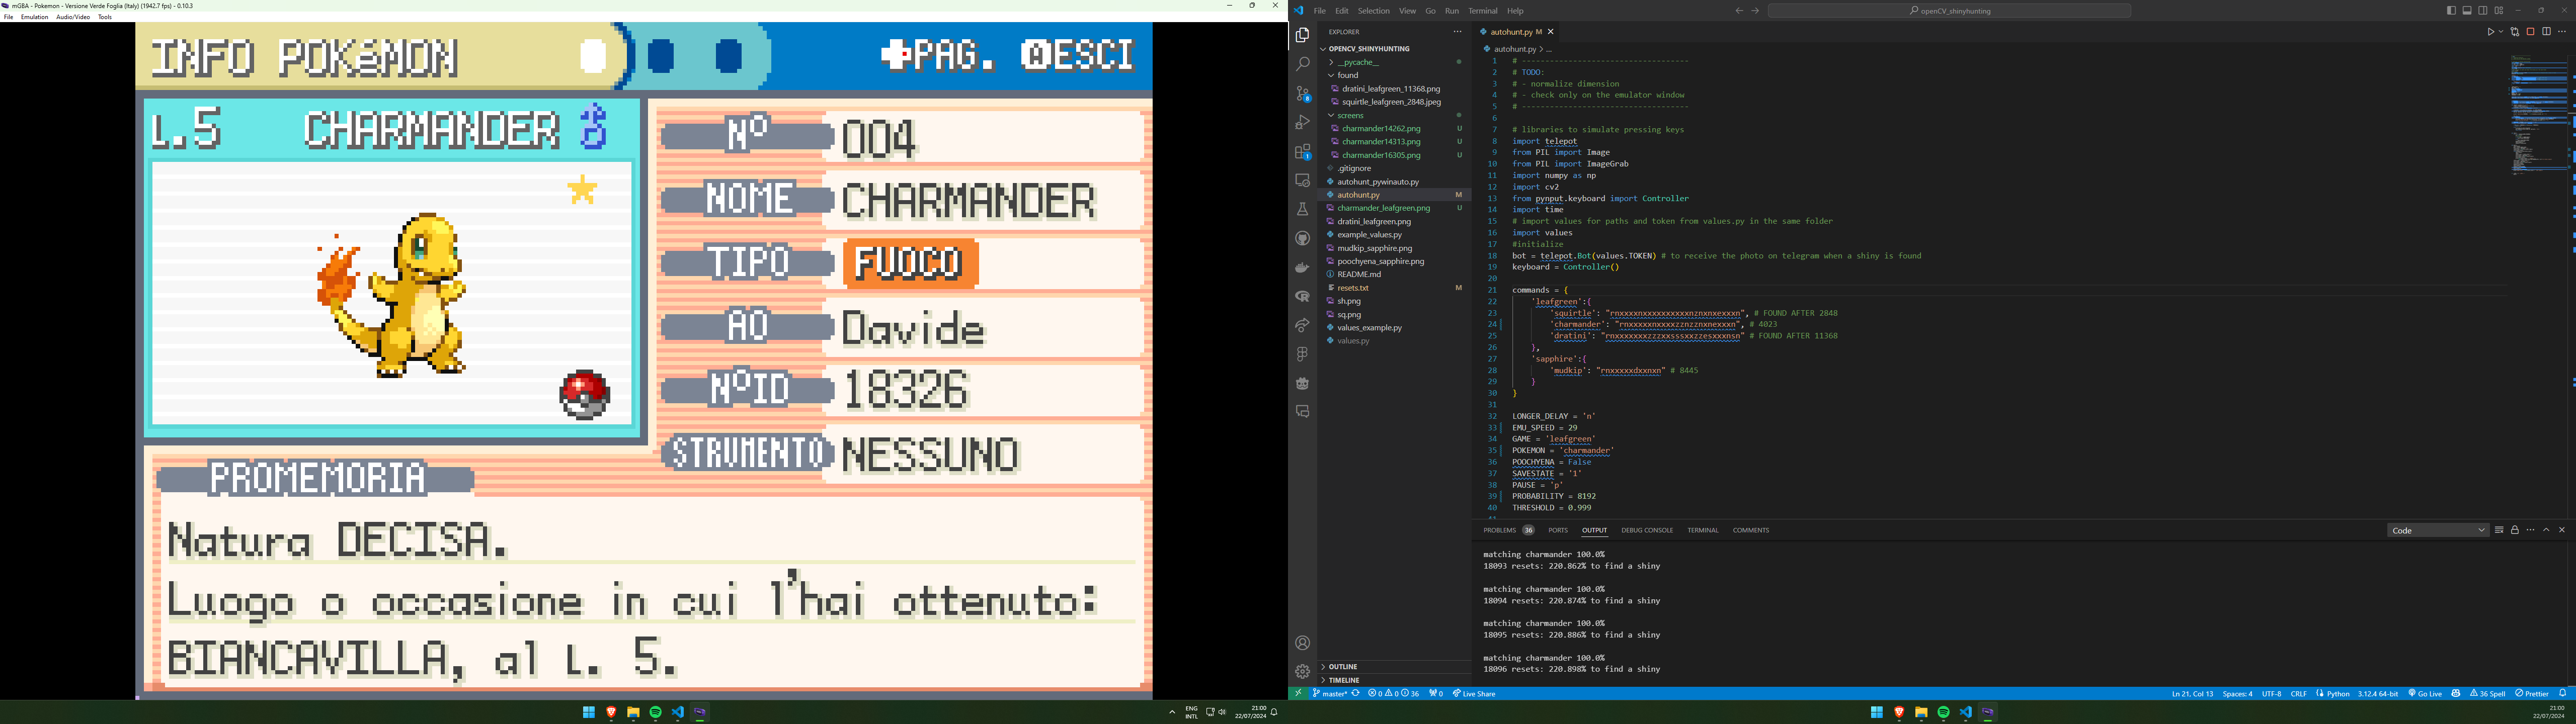 mGBA - Pokemon - Versione Verde Foglia (Italy) (1942.7 fps) - 0.10.3
File Emulation Audio/Video Tools
INFO POKéMON
PAG. ESCI
L.5 CHARMANDER ♂
N° 004
NOME CHARMANDER
TIPO FUOCO
AO Davide
N°ID 18326
STRUMENTO NESSUNO
PROMEMORIA
Natura DECISA.
Luogo o occasione in cui l'hai ottenuto:
BIANCAVILLA, al L. 5.
ENG
INTL
21:00
22/07/2024
File Edit Selection View Go Run Terminal Help
openCV_shinyhunting
EXPLORER
OPENCV_SHINYHUNTING
__pycache__
found
dratini_leafgreen_11368.png
squirtle_leafgreen_2848.jpeg
screens
charmander14262.png U
charmander14313.png U
charmander16305.png U
.gitignore
autohunt_pywinauto.py
autohunt.py M
charmander_leafgreen.png U
dratini_leafgreen.png
example_values.py
mudkip_sapphire.png
poochyena_sapphire.png
README.md
resets.txt M
sh.png
sq.png
values_example.py
values.py
OUTLINE
TIMELINE
autohunt.py M
autohunt.py > ...
1 # ----------------------------------
2 # TODO:
3 # - normalize dimension
4 # - check only on the emulator window
5 # ----------------------------------
6
7 # libraries to simulate pressing keys
8 import telepot
9 from PIL import Image
10 from PIL import ImageGrab
11 import numpy as np
12 import cv2
13 from pynput.keyboard import Controller
14 import time
15 # import values for paths and token from values.py in the same folder
16 import values
17 #initialize
18 bot = telepot.Bot(values.TOKEN) # to receive the photo on telegram when a shiny is found
19 keyboard = Controller()
20
21 commands = {
22 'leafgreen':{
23 'squirtle': "rnxxxxnxxxxxxxxxxnznxnxexxxn", # FOUND AFTER 2848
24 'charmander': "rnxxxxxnxxxxzznzznxnexxxn", # 4023
25 'dratini': "rnxxxxxxxzzzxxsssxxzzesxxxnsn" # FOUND AFTER 11368
26 },
27 'sapphire':{
28 'mudkip': "rnxxxxxdxxnxn" # 8445
29 }
30 }
31
32 LONGER_DELAY = 'n'
33 EMU_SPEED = 29
34 GAME = 'leafgreen'
35 POKEMON = 'charmander'
36 POOCHYENA = False
37 SAVESTATE = '1'
38 PAUSE = 'p'
39 PROBABILITY = 8192
40 THRESHOLD = 0.999
PROBLEMS 36 PORTS OUTPUT DEBUG CONSOLE TERMINAL COMMENTS
Code
matching charmander 100.0%
18093 resets: 220.862% to find a shiny
matching charmander 100.0%
18094 resets: 220.874% to find a shiny
matching charmander 100.0%
18095 resets: 220.886% to find a shiny
matching charmander 100.0%
18096 resets: 220.898% to find a shiny
master* 0 0 36 0 Live Share
Ln 21, Col 13 Spaces: 4 UTF-8 CRLF Python 3.12.4 64-bit Go Live 36 Spell Prettier
21:00
22/07/2024